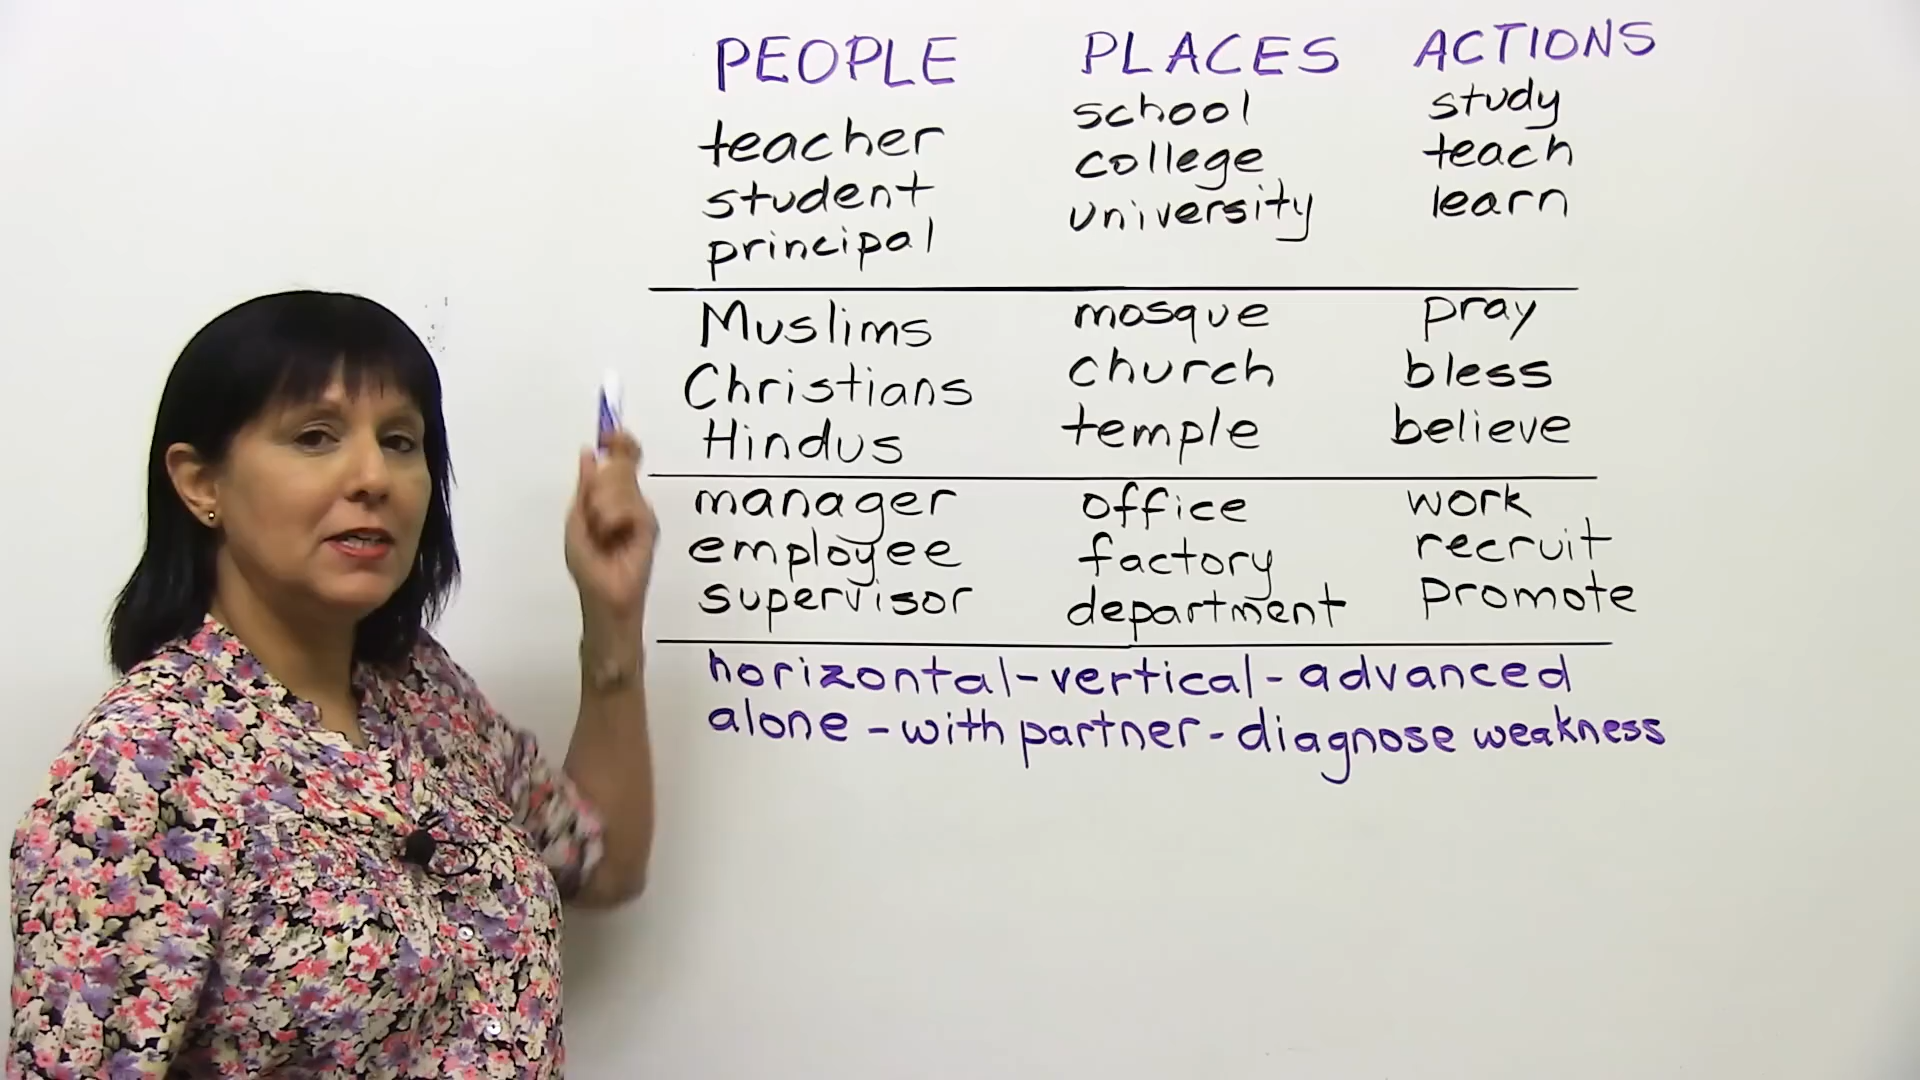 PEOPLE PLACES ACTIONS
teacher school study
student college teach
principal university learn
Muslims mosque pray
Christians church bless
Hindus temple believe
manager office work
employee factory recruit
supervisor department promote
horizontal - vertical - advanced
alone - with partner - diagnose weakness